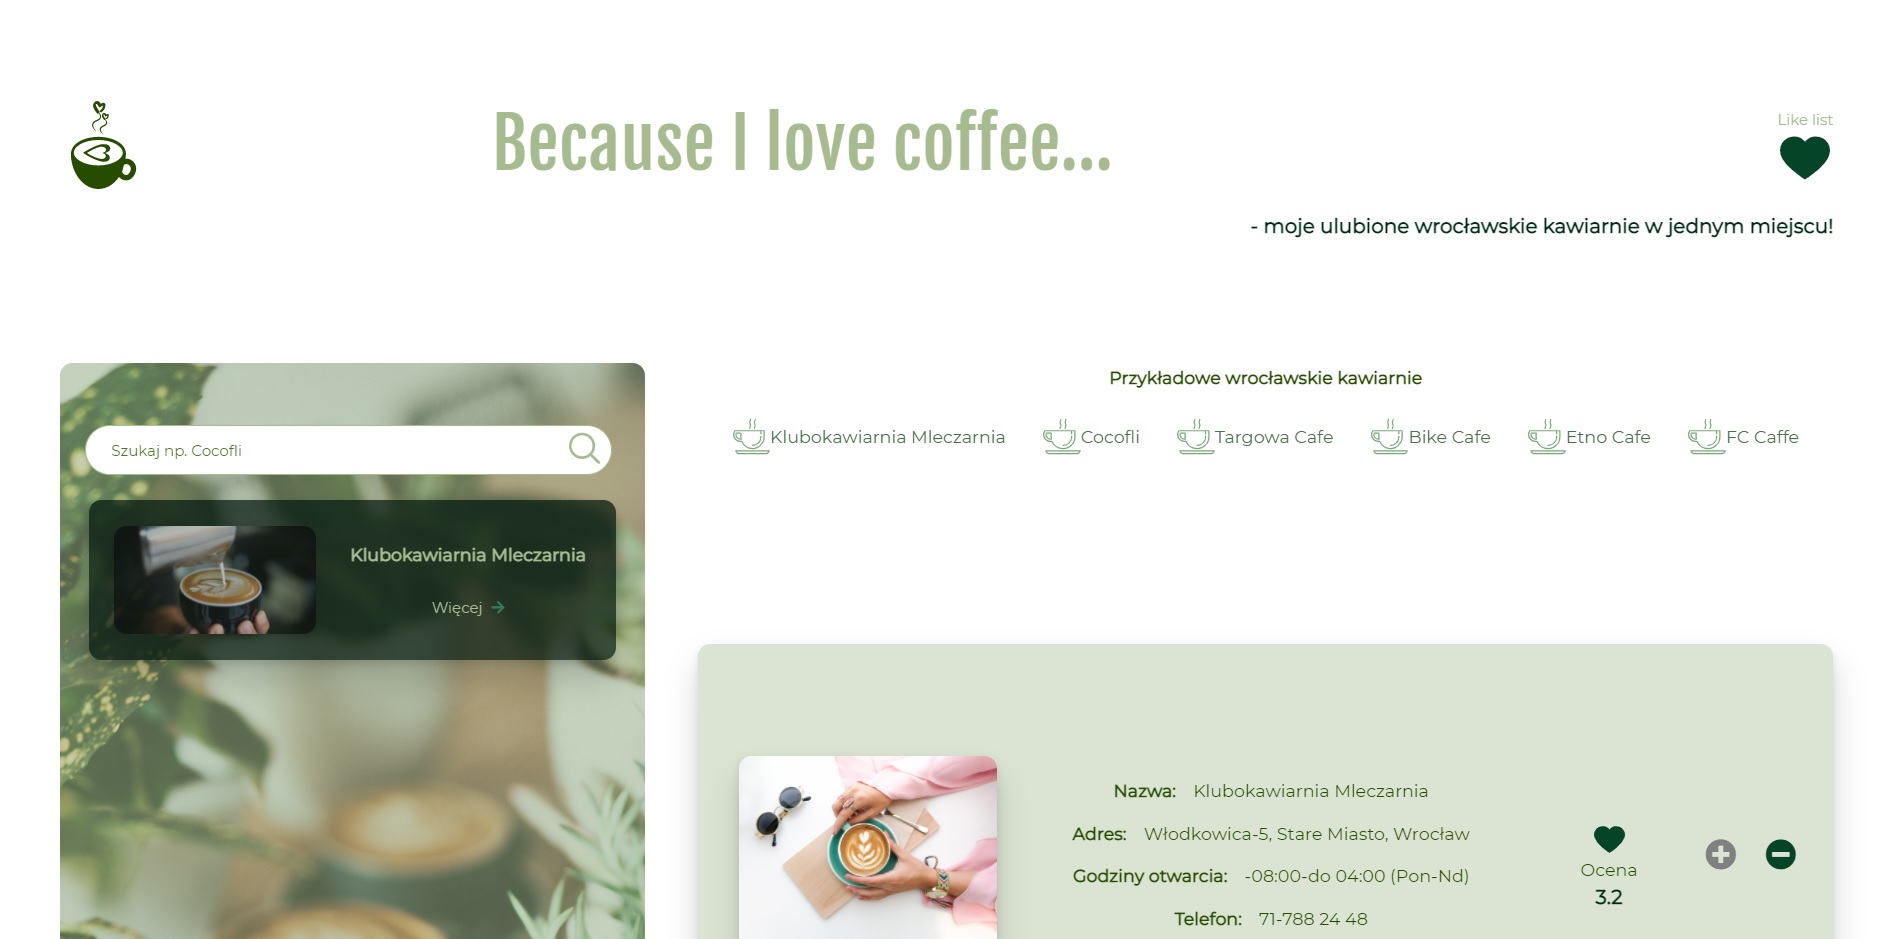 Because I love coffee...
Like list
- moje ulubione wrocławskie kawiarnie w jednym miejscu!
Szukaj np. Cocofli
Klubokawiarnia Mleczarnia
Więcej
Przykładowe wrocławskie kawiarnie
Klubokawiarnia Mleczarnia Cocofli Targowa Cafe Bike Cafe Etno Cafe FC Caffe
Nazwa: Klubokawiarnia Mleczarnia
Adres: Włodkowica-5, Stare Miasto, Wrocław
Godziny otwarcia: -08:00-do 04:00 (Pon-Nd)
Telefon: 71-788 24 48
Ocena
3.2